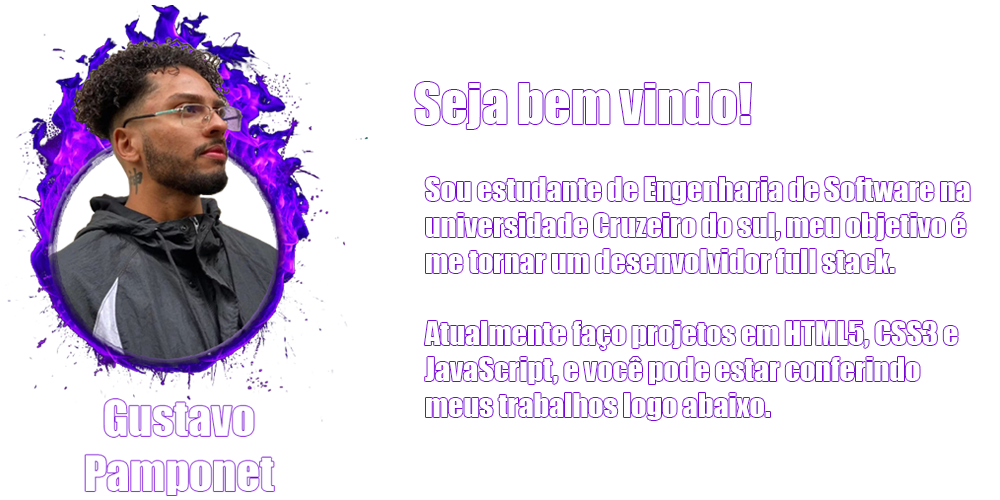 Seja bem vindo!
Sou estudante de Engenharia de Software na
universidade Cruzeiro do sul, meu objetivo é
me tornar um desenvolvidor full stack.
Atualmente faço projetos em HTML5, CSS3 e
JavaScript, e você pode estar conferindo
meus trabalhos logo abaixo.
Gustavo
Pamponet